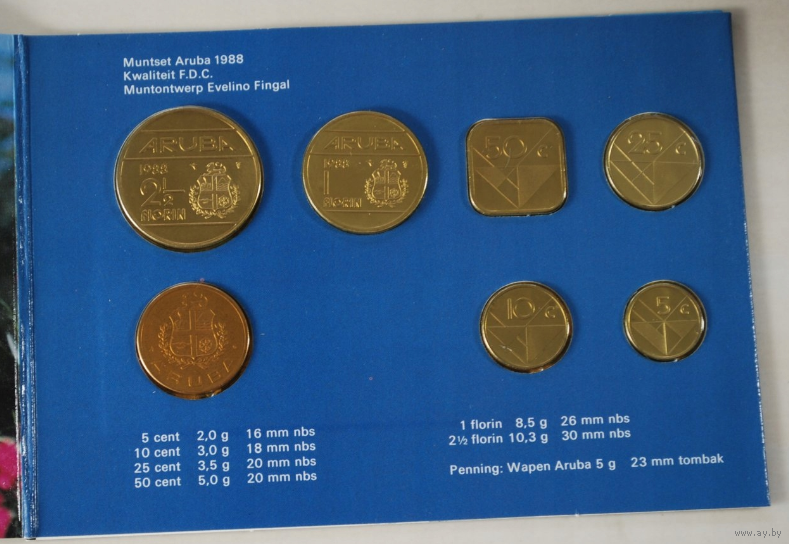 Muntset Aruba 1988
Kwaliteit F.D.C.
Muntontwerp Evelino Fingal
ARUBA
1988
2½
FLORIN
ARUBA
1988
1
FLORIN
50 c
25 c
ARUBA
10 c
5 c
5 cent 2,0 g 16 mm nbs
10 cent 3,0 g 18 mm nbs
25 cent 3,5 g 20 mm nbs
50 cent 5,0 g 20 mm nbs
1 florin 8,5 g 26 mm nbs
2½ florin 10,3 g 30 mm nbs
Penning: Wapen Aruba 5 g 23 mm tombak
www.ay.by